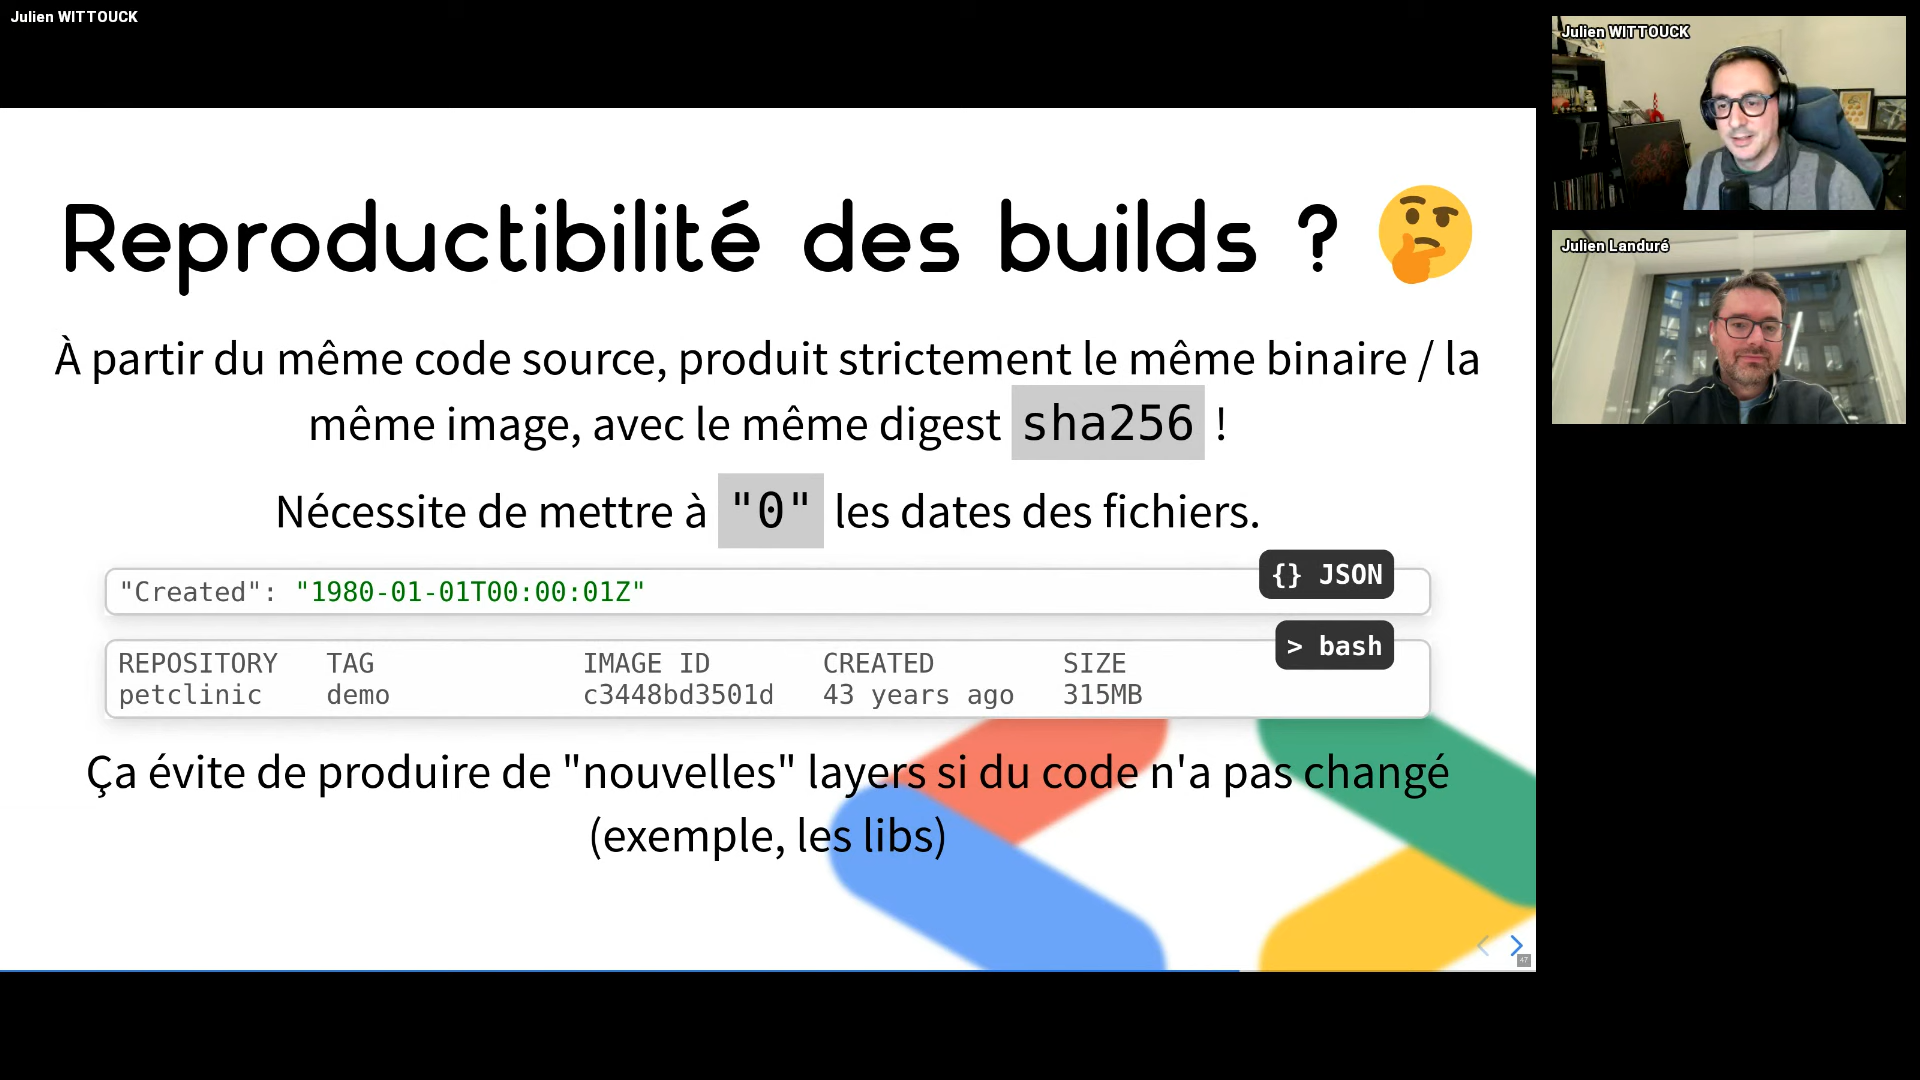 Julien WITTOUCK
Julien WITTOUCK
Julien Landuré
Reproductibilité des builds ?
À partir du même code source, produit strictement le même binaire / la
même image, avec le même digest sha256 !
Nécessite de mettre à "0" les dates des fichiers.
{} JSON
"Created": "1980-01-01T00:00:01Z"
> bash
REPOSITORY TAG IMAGE ID CREATED SIZE
petclinic demo c3448bd3501d 43 years ago 315MB
Ça évite de produire de "nouvelles" layers si du code n'a pas changé
(exemple, les libs)
47